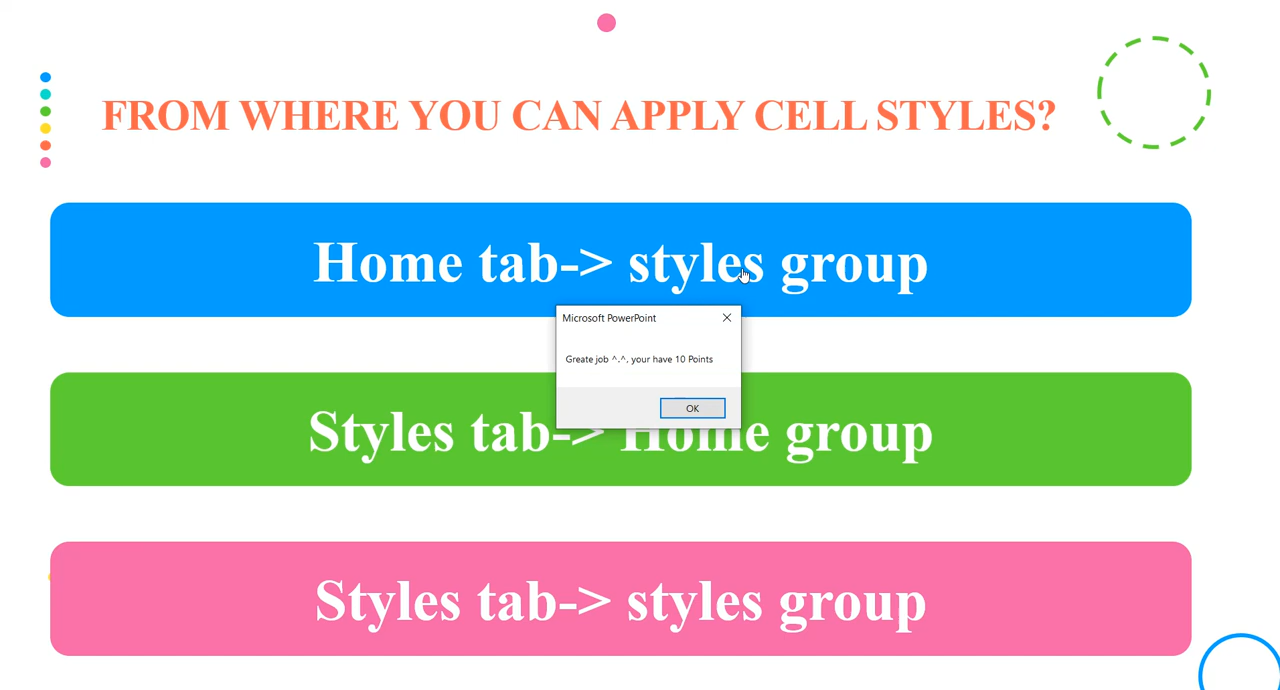 FROM WHERE YOU CAN APPLY CELL STYLES?
Home tab-> styles group
Microsoft PowerPoint
Greate job ^.^, your have 10 Points
OK
Styles tab-> Home group
Styles tab-> styles group